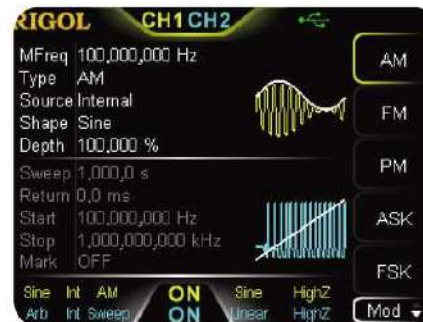 RIGOL CH1 CH2
MFreq 100,000,000 Hz
Type AM
Source Internal
Shape Sine
Depth 100,000 %
Sweep 1,000,0 s
Return 0,0 ms
Start 100,000,000 Hz
Stop 1,000,000,000 kHz
Mark OFF
Sine Int AM ON Sine HighZ
Arb Int Sweep ON Linear HighZ
AM
FM
PM
ASK
FSK
Mod